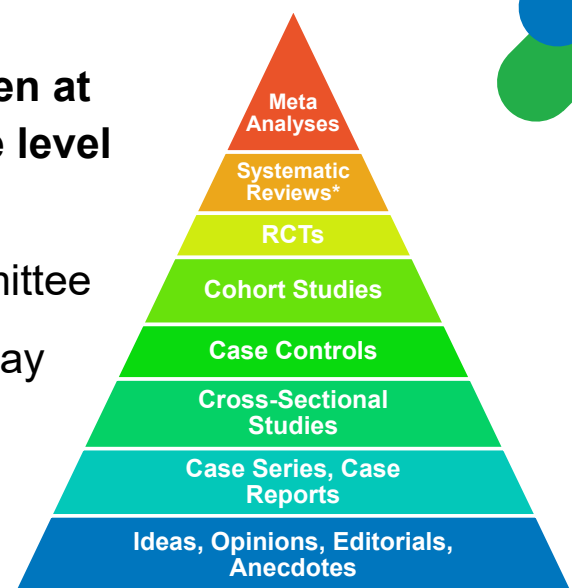 en at
level
ittee
ay
Meta
Analyses
Systematic
Reviews*
RCTs
Cohort Studies
Case Controls
Cross-Sectional
Studies
Case Series, Case
Reports
Ideas, Opinions, Editorials,
Anecdotes